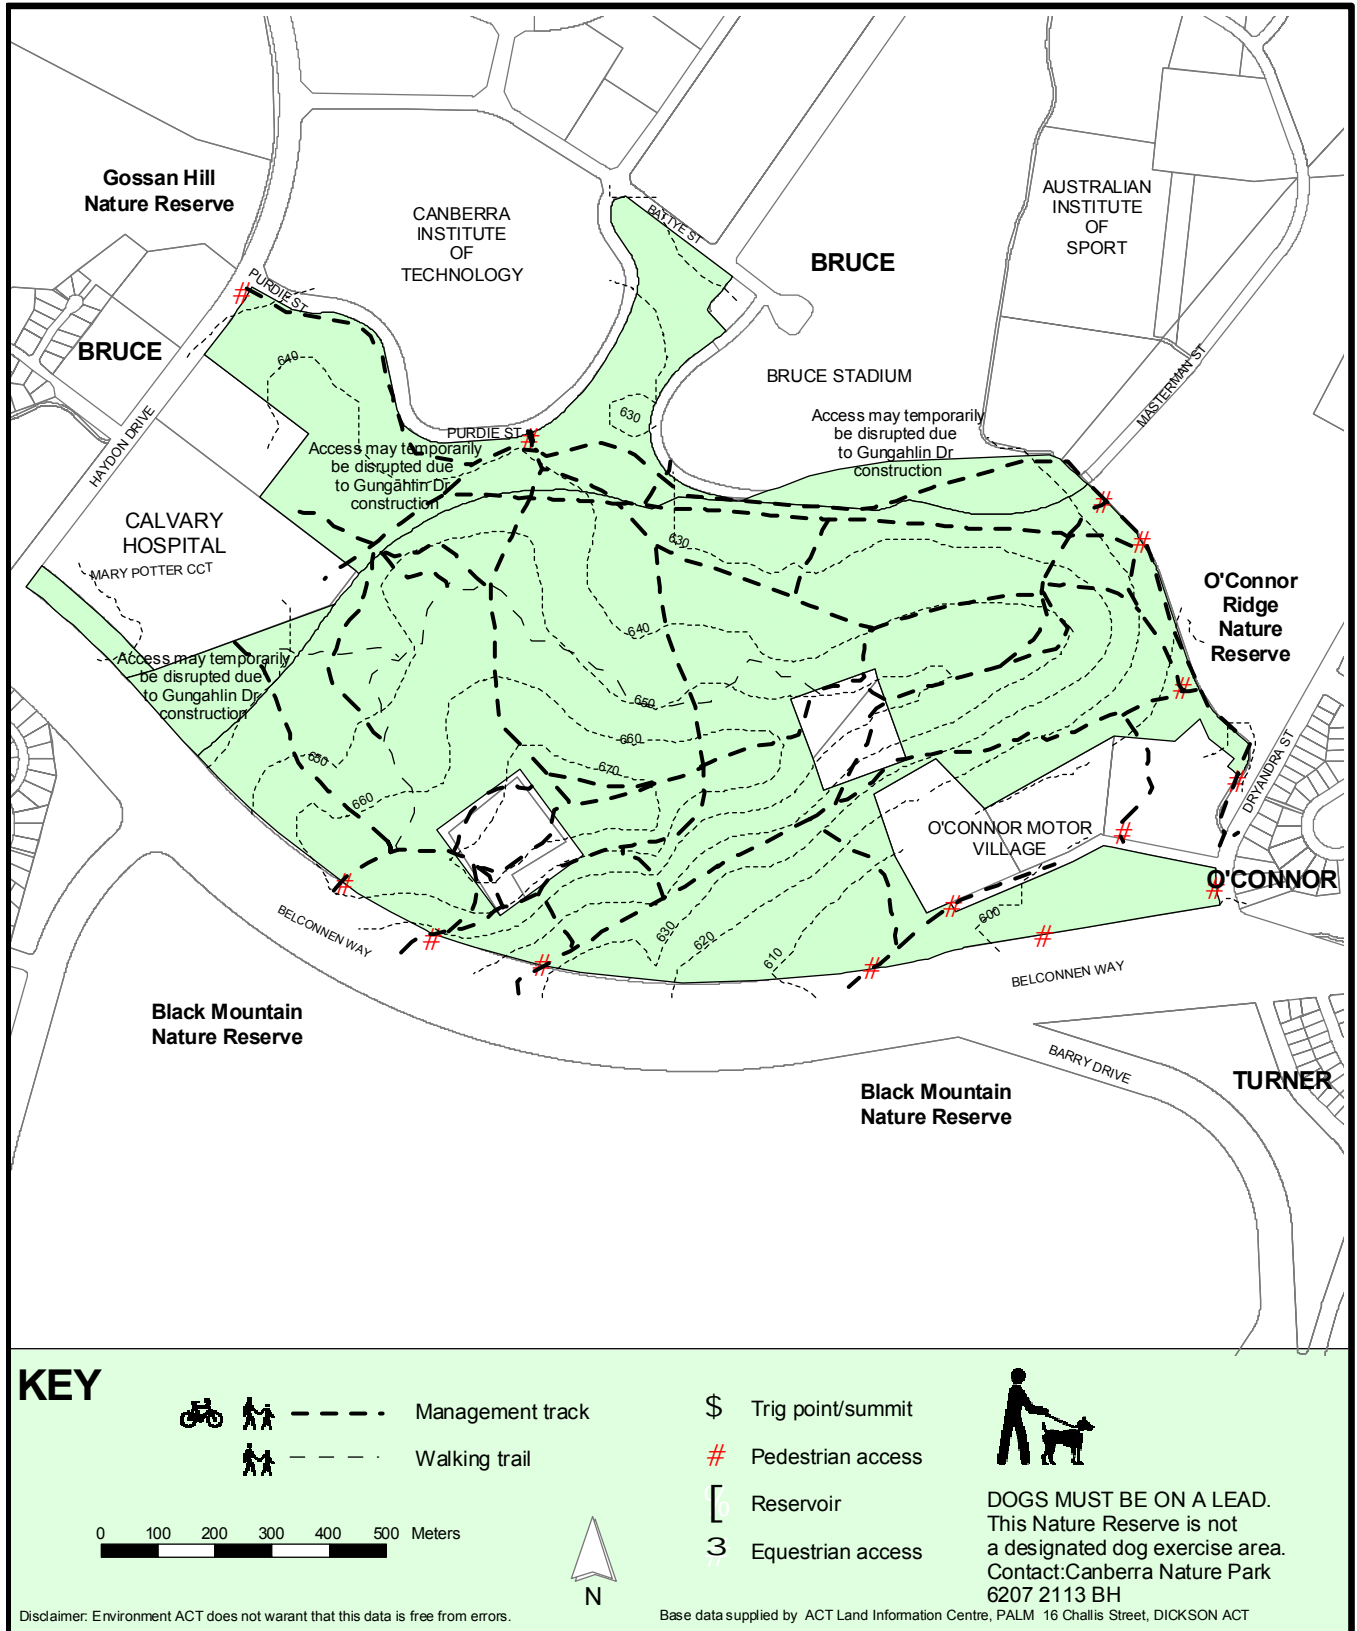 Gossan Hill
Nature Reserve
CANBERRA
INSTITUTE
OF
TECHNOLOGY
BATTYE ST
AUSTRALIAN
INSTITUTE
OF
SPORT
BRUCE
PURDIE ST
BRUCE
640
BRUCE STADIUM
MASTERMAN ST
HAYDON DRIVE
630
PURDIE ST
Access may temporarily
be disrupted due
to Gungahlin Dr
construction
Access may temporarily
be disrupted due
to Gungahlin Dr
construction
CALVARY
HOSPITAL
MARY POTTER CCT
630
O'Connor
Ridge
Nature
Reserve
640
Access may temporarily
be disrupted due
to Gungahlin Dr
construction
650
660
650
670
660
DRYANDRA ST
O'CONNOR MOTOR
VILLAGE
O'CONNOR
600
630
620
610
BELCONNEN WAY
BELCONNEN WAY
Black Mountain
Nature Reserve
BARRY DRIVE
TURNER
Black Mountain
Nature Reserve
KEY
Management track
Walking trail
0 100 200 300 400 500 Meters
N
$ Trig point/summit
# Pedestrian access
[ Reservoir
3 Equestrian access
DOGS MUST BE ON A LEAD.
This Nature Reserve is not
a designated dog exercise area.
Contact:Canberra Nature Park
6207 2113 BH
Disclaimer: Environment ACT does not warant that this data is free from errors.
Base data supplied by ACT Land Information Centre, PALM 16 Challis Street, DICKSON ACT